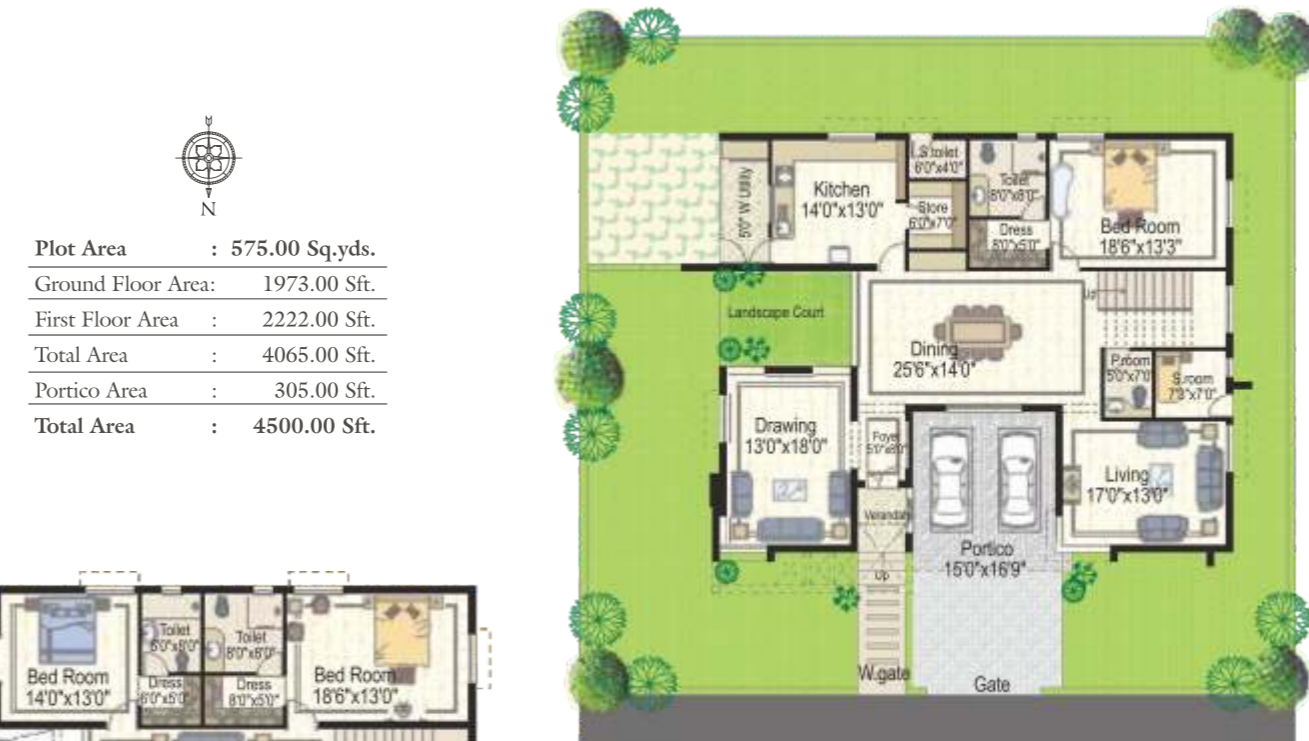 N
Plot Area : 575.00 Sq.yds.
Ground Floor Area: 1973.00 Sft.
First Floor Area : 2222.00 Sft.
Total Area : 4065.00 Sft.
Portico Area : 305.00 Sft.
Total Area : 4500.00 Sft.
5'0" W Utility
Kitchen
14'0"x13'0"
L.S.toilet
6'0"x4'0"
Store
6'0"x7'0"
Toilet
8'0"x8'0"
Dress
8'0"x5'0"
Bed Room
18'6"x13'3"
Landscape Court
Dining
25'6"x14'0"
Up
P.room
5'0"x7'0"
S.room
7'3"x7'0"
Drawing
13'0"x18'0"
Foyer
5'0"x8'0"
Verandah
Up
Living
17'0"x13'0"
Portico
15'0"x16'9"
W.gate
Gate
Bed Room
14'0"x13'0"
Toilet
6'0"x8'0"
Dress
6'0"x5'0"
Toilet
8'0"x8'0"
Dress
8'0"x5'0"
Bed Room
18'6"x13'0"